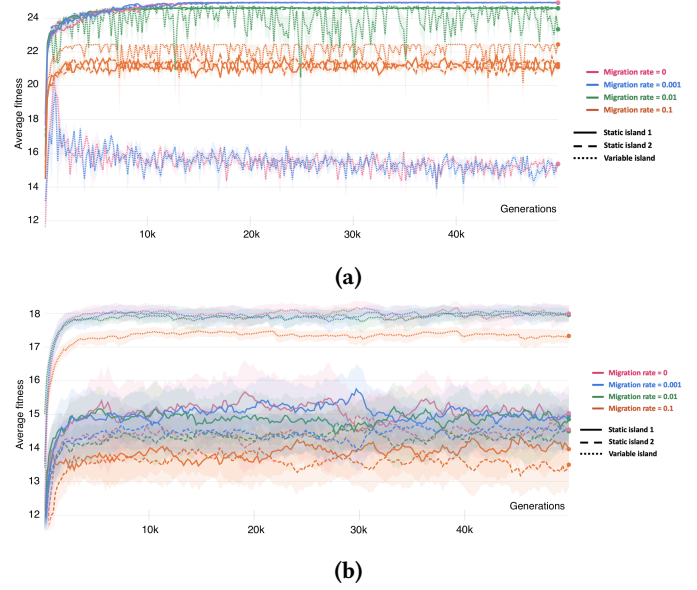 24
22
20
18
16
14
12
Average fitness
Generations
10k 20k 30k 40k
Migration rate = 0
Migration rate = 0.001
Migration rate = 0.01
Migration rate = 0.1
Static island 1
Static island 2
Variable island
(a)
18
17
16
15
14
13
12
Average fitness
Generations
10k 20k 30k 40k
Migration rate = 0
Migration rate = 0.001
Migration rate = 0.01
Migration rate = 0.1
Static island 1
Static island 2
Variable island
(b)